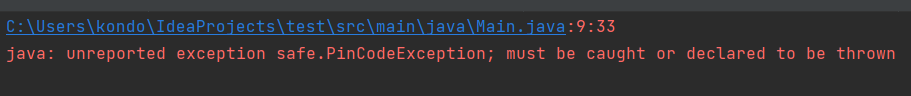 C:\Users\kondo\IdeaProjects\test\src\main\java\Main.java:9:33
java: unreported exception safe.PinCodeException; must be caught or declared to be thrown